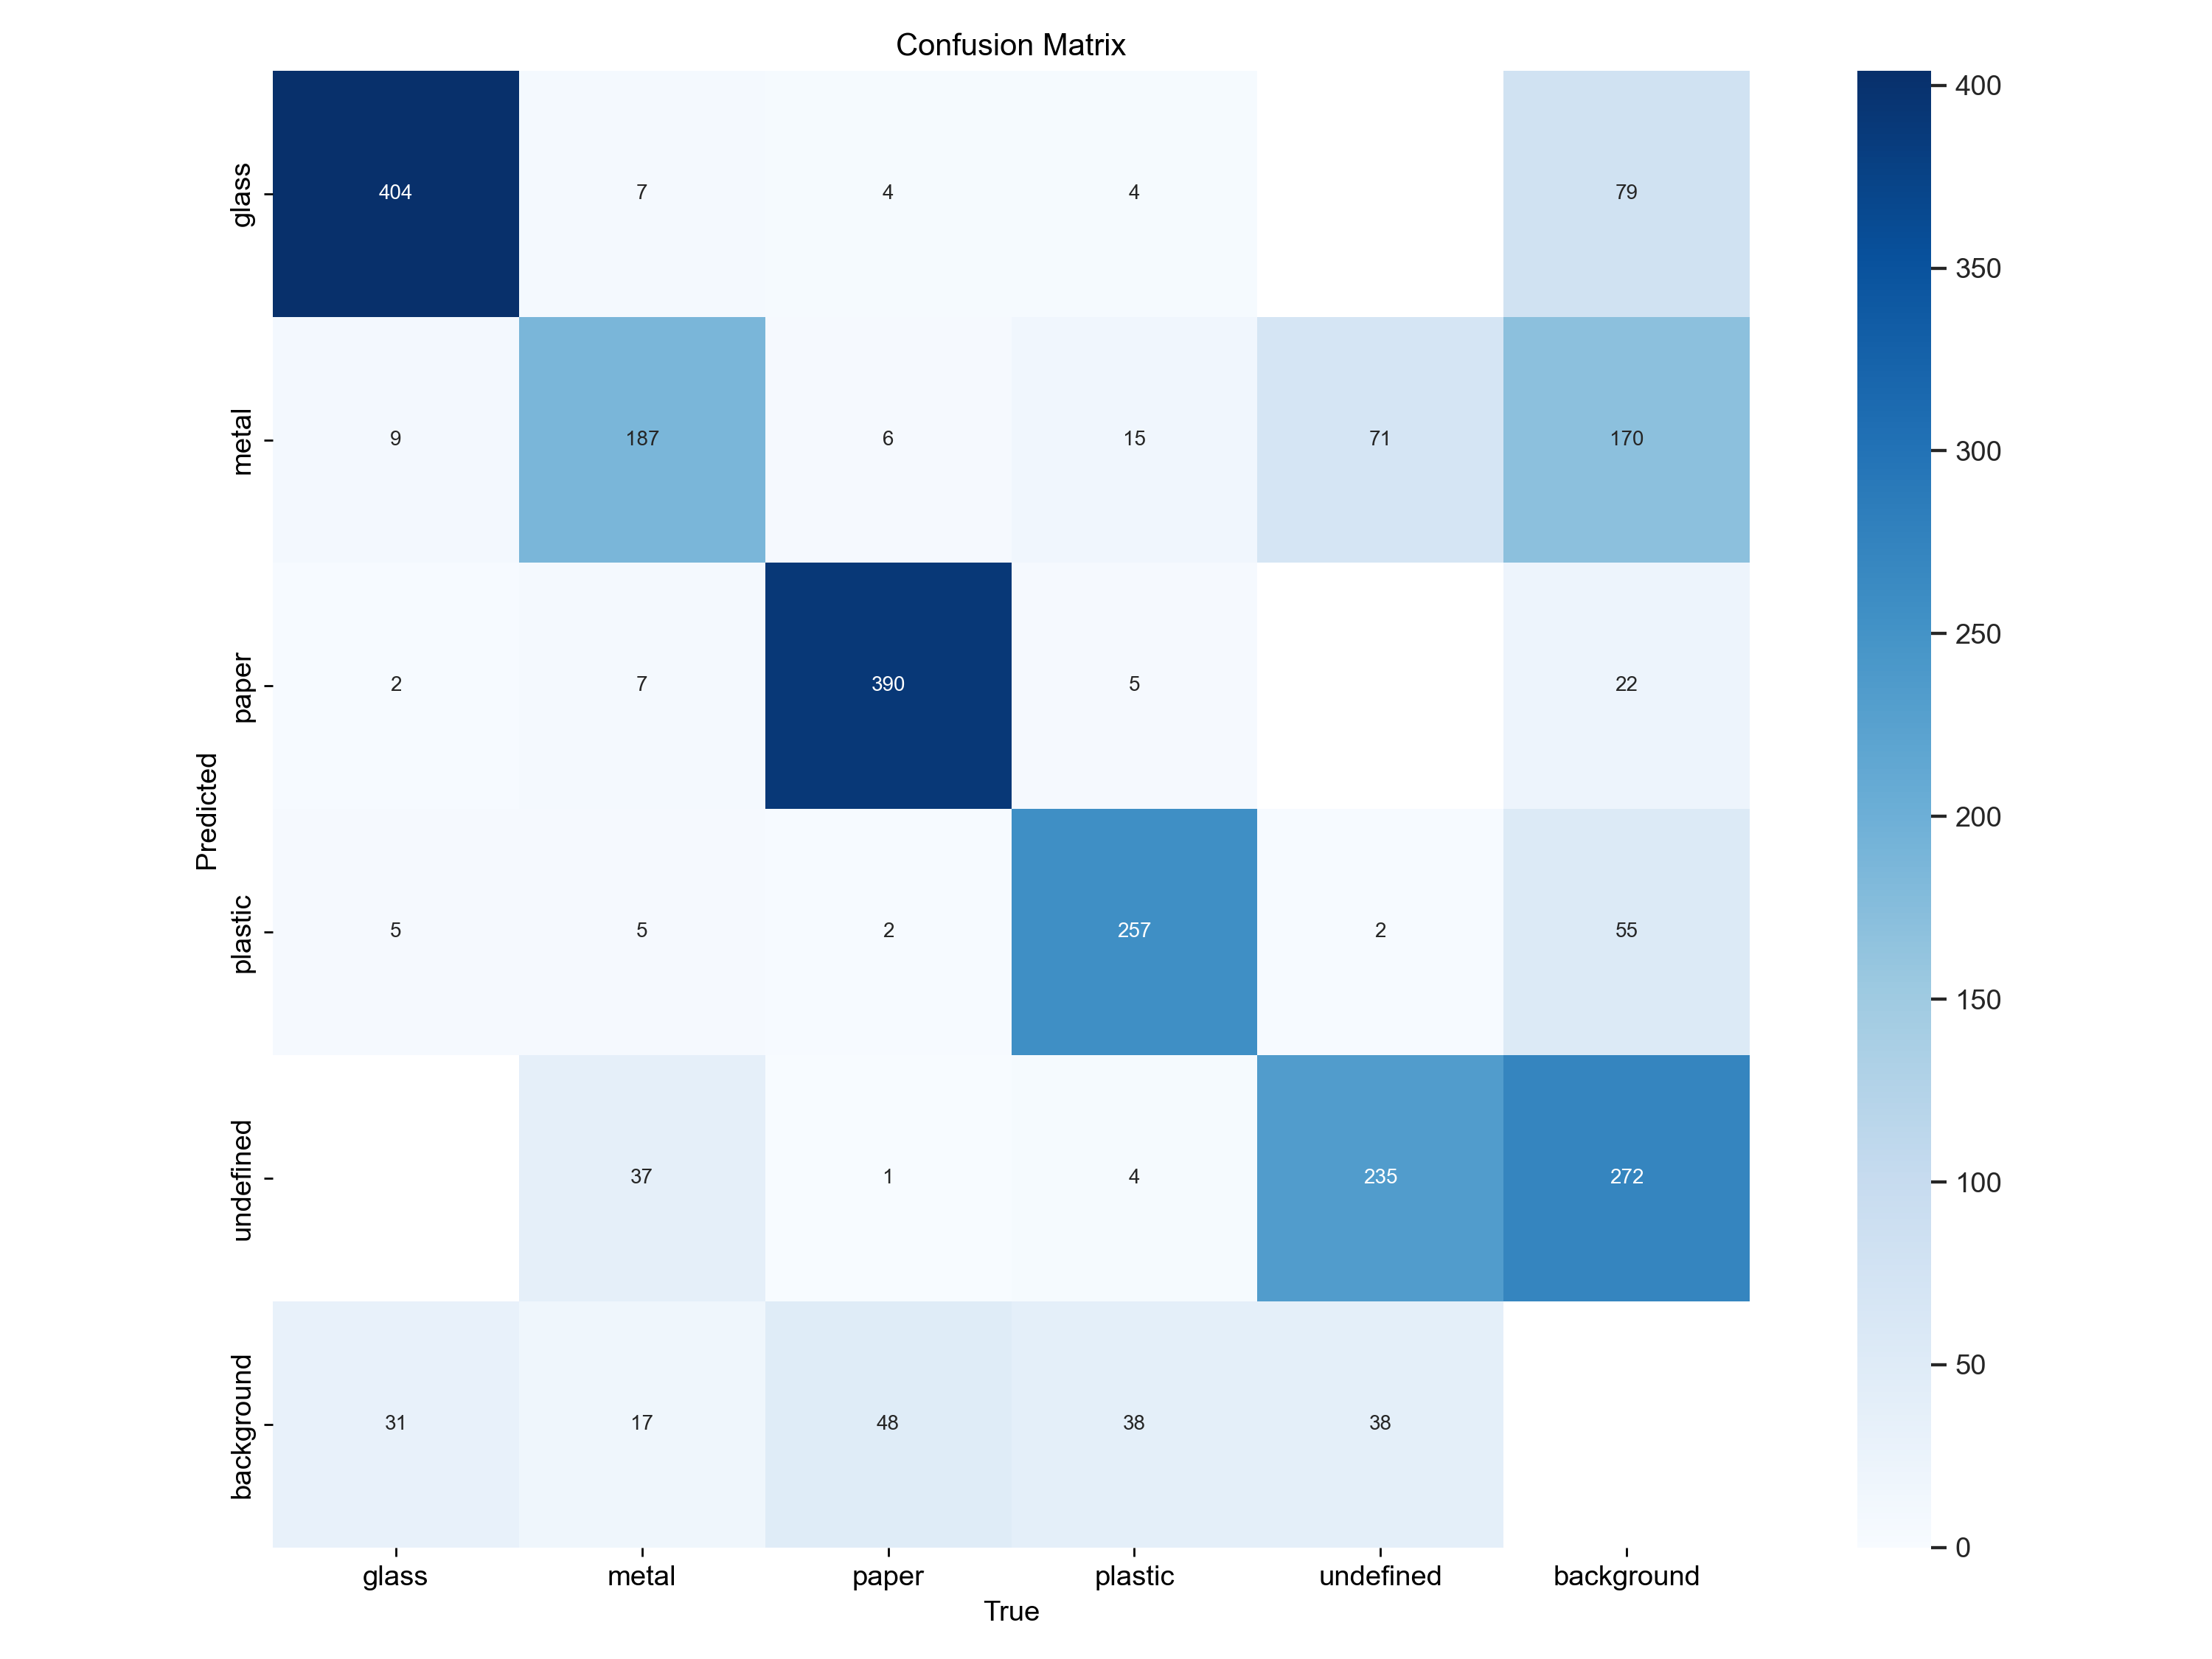 Confusion Matrix
glass 404 7 4 4 79
metal 9 187 6 15 71 170
paper 2 7 390 5 22
plastic 5 5 2 257 2 55
undefined 37 1 4 235 272
background 31 17 48 38 38
glass metal paper plastic undefined background
True
Predicted
400
350
300
250
200
150
100
50
0